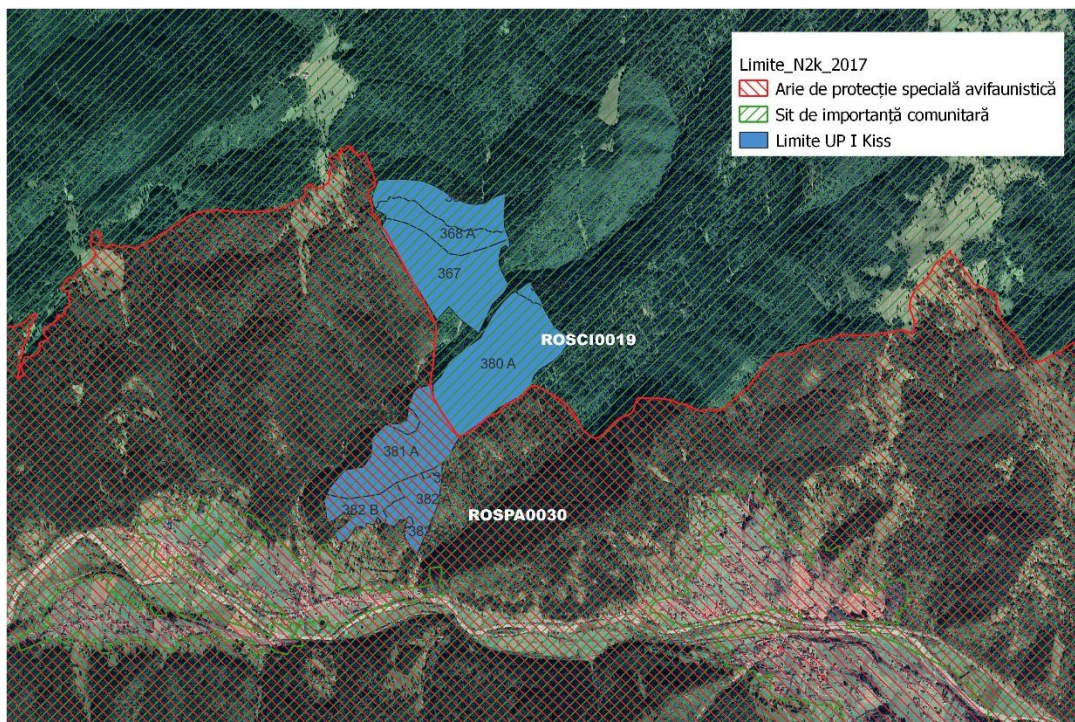 Limite_N2k_2017
Arie de protecție specială avifaunistică
Sit de importanță comunitară
Limite UP I Kiss
368 A
367
ROSCI0019
380 A
381 A
382 B
ROSPA0030